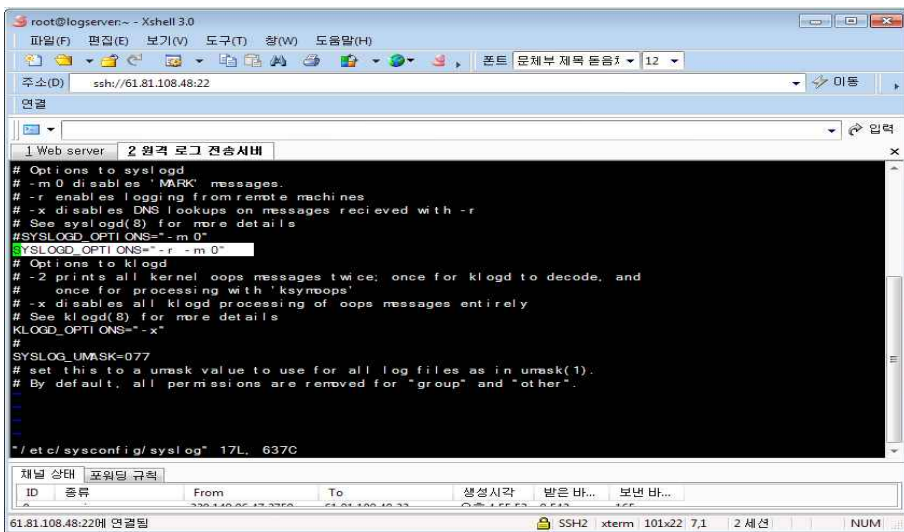 root@logserver:~ - Xshell 3.0
파일(F) 편집(E) 보기(V) 도구(T) 창(W) 도움말(H)
폰트 문체부 제목 돋음체 12
주소(D) ssh://61.81.108.48:22 이동
연결
입력
1 Web server 2 원격 로그 전송서버
# Options to syslogd
# -m 0 disables 'MARK' messages.
# -r enables logging from remote machines
# -x disables DNS lookups on messages recieved with -r
# See syslogd(8) for more details
#SYSLOGD_OPTIONS="-m 0"
SYSLOGD_OPTIONS="-r -m 0"
# Options to klogd
# -2 prints all kernel oops messages twice; once for klogd to decode, and
# once for processing with 'ksymoops'
# -x disables all klogd processing of oops messages entirely
# See klogd(8) for more details
KLOGD_OPTIONS="-x"
#
SYSLOG_UMASK=077
# set this to a umask value to use for all log files as in umask(1).
# By default, all permissions are removed for "group" and "other".
~
~
~
"/etc/sysconfig/syslog" 17L, 637C
채널 상태 포워딩 규칙
ID 종류 From To 생성시각 받은 바... 보낸 바...
61.81.108.48:22에 연결됨 SSH2 xterm 101x22 7,1 2 세션 NUM